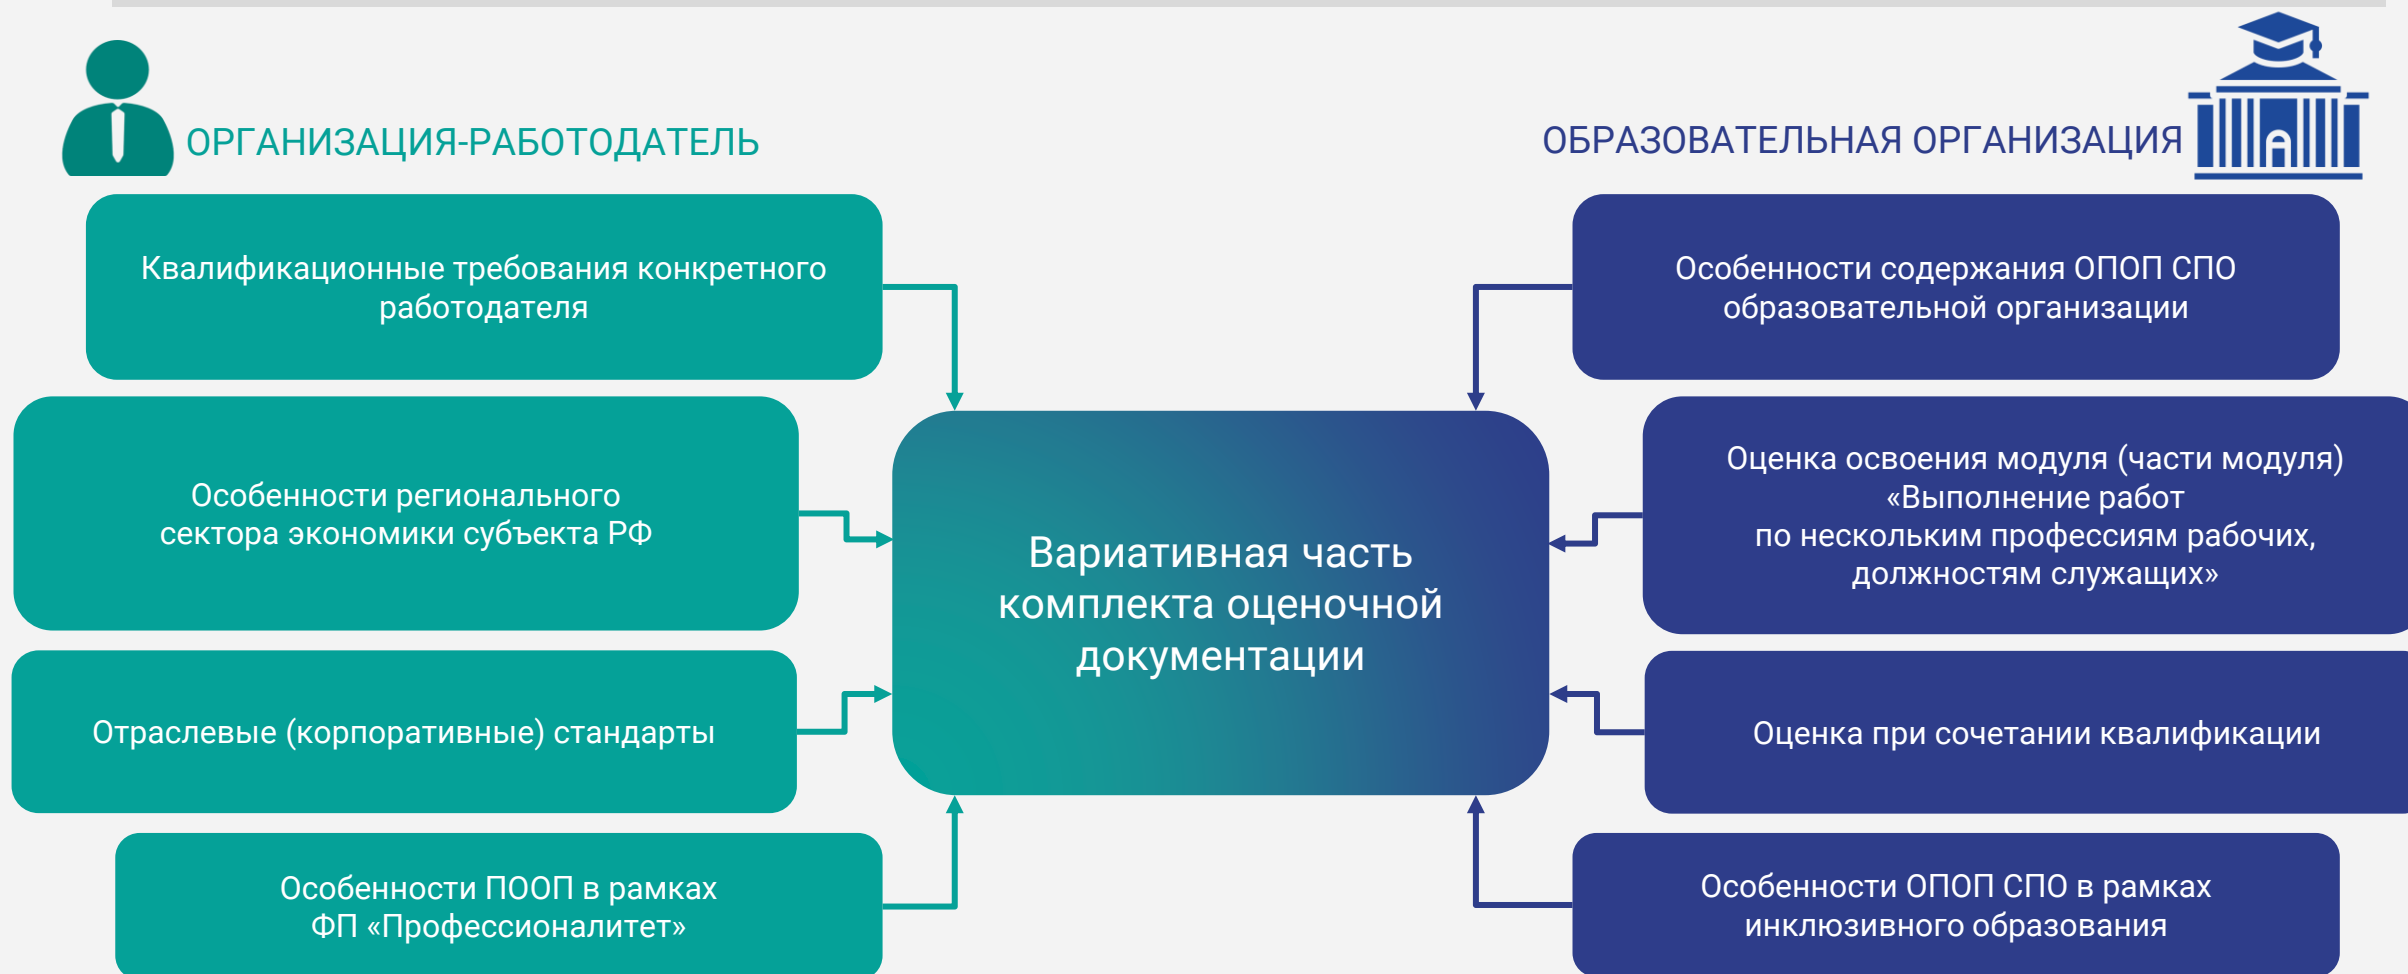 ОРГАНИЗАЦИЯ-РАБОТОДАТЕЛЬ
Квалификационные требования конкретного
работодателя
Особенности регионального
сектора экономики субъекта РФ
Отраслевые (корпоративные) стандарты
Особенности ПООП в рамках
ФП «Профессионалитет»
Вариативная часть
комплекта оценочной
документации
ОБРАЗОВАТЕЛЬНАЯ ОРГАНИЗАЦИЯ
Особенности содержания ОПОП СПО
образовательной организации
Оценка освоения модуля (части модуля)
«Выполнение работ
по нескольким профессиям рабочих,
должностям служащих»
Оценка при сочетании квалификации
Особенности ОПОП СПО в рамках
инклюзивного образования